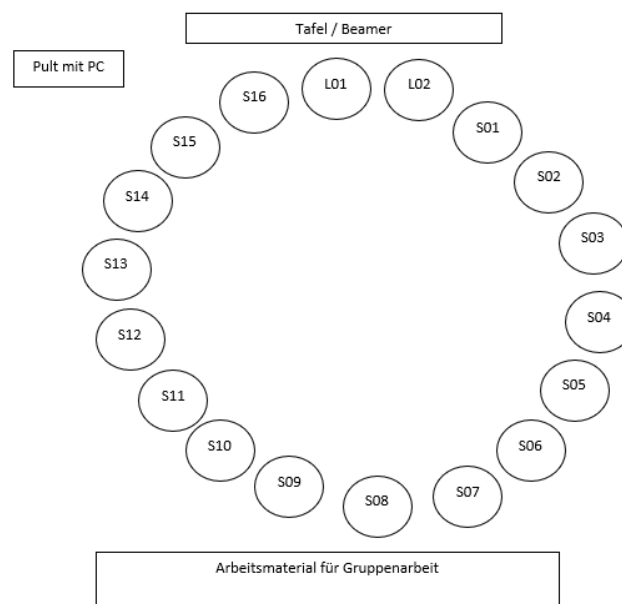 Tafel / Beamer
Pult mit PC
L01
L02
S16
S01
S15
S02
S14
S03
S13
S04
S12
S05
S11
S06
S10
S09
S07
S08
Arbeitsmaterial für Gruppenarbeit